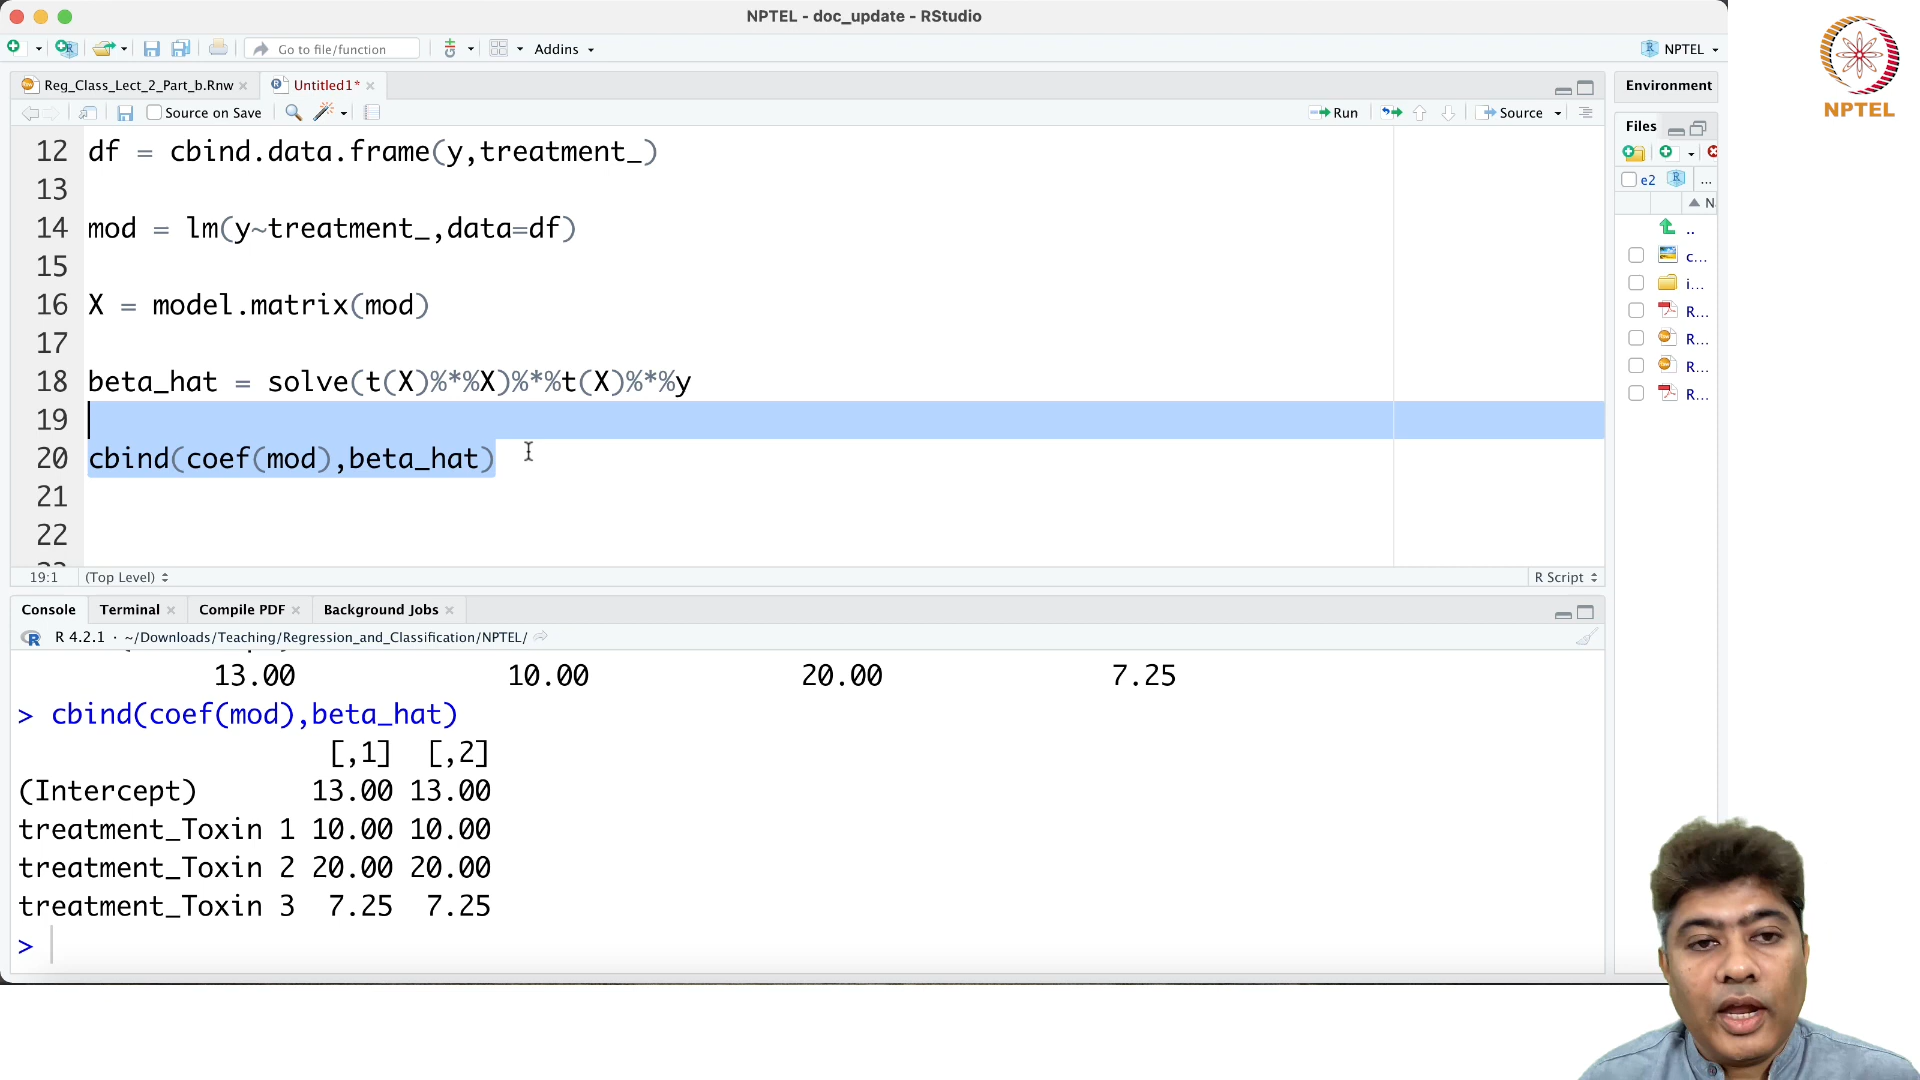 NPTEL - doc_update - RStudio
Go to file/function
Addins
NPTEL
NPTEL
Reg_Class_Lect_2_Part_b.Rnw
Untitled1*
Environment
Source on Save
Run
Source
Files
12 df = cbind.data.frame(y,treatment_)
13
14 mod = lm(y~treatment_,data=df)
15
16 X = model.matrix(mod)
17
18 beta_hat = solve(t(X)%*%X)%*%t(X)%*%y
19
20 cbind(coef(mod),beta_hat)
21
22
e2
...
N
..
c...
i...
R...
R...
R...
R...
19:1 (Top Level) R Script
Console Terminal Compile PDF Background Jobs
R 4.2.1 · ~/Downloads/Teaching/Regression_and_Classification/NPTEL/
13.00 10.00 20.00 7.25
> cbind(coef(mod),beta_hat)
[,1] [,2]
(Intercept) 13.00 13.00
treatment_Toxin 1 10.00 10.00
treatment_Toxin 2 20.00 20.00
treatment_Toxin 3 7.25 7.25
>